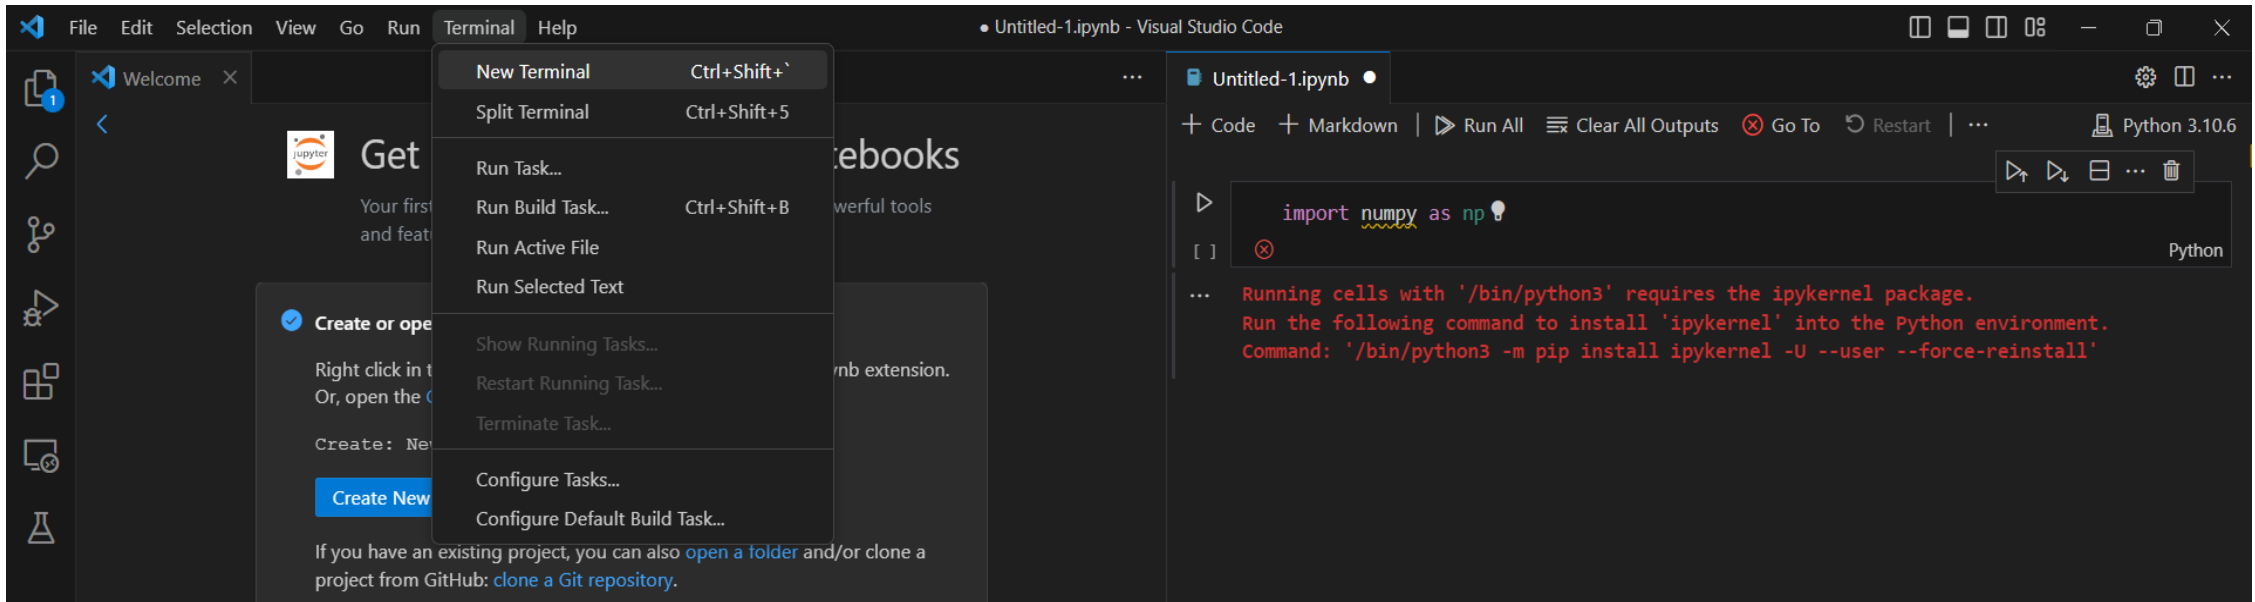 File Edit Selection View Go Run Terminal Help
● Untitled-1.ipynb - Visual Studio Code
1
Welcome
jupyter
Get
tebooks
Your first
werful tools
and featu
Create or ope
Right click in t
ynb extension.
Or, open the
Create: New
Create New
If you have an existing project, you can also open a folder and/or clone a
project from GitHub: clone a Git repository.
New Terminal Ctrl+Shift+`
Split Terminal Ctrl+Shift+5
Run Task...
Run Build Task... Ctrl+Shift+B
Run Active File
Run Selected Text
Show Running Tasks...
Restart Running Task...
Terminate Task...
Configure Tasks...
Configure Default Build Task...
Untitled-1.ipynb ●
+ Code + Markdown | Run All Clear All Outputs Go To Restart | ... Python 3.10.6
import numpy as np
[ ]
Python
Running cells with '/bin/python3' requires the ipykernel package.
Run the following command to install 'ipykernel' into the Python environment.
Command: '/bin/python3 -m pip install ipykernel -U --user --force-reinstall'